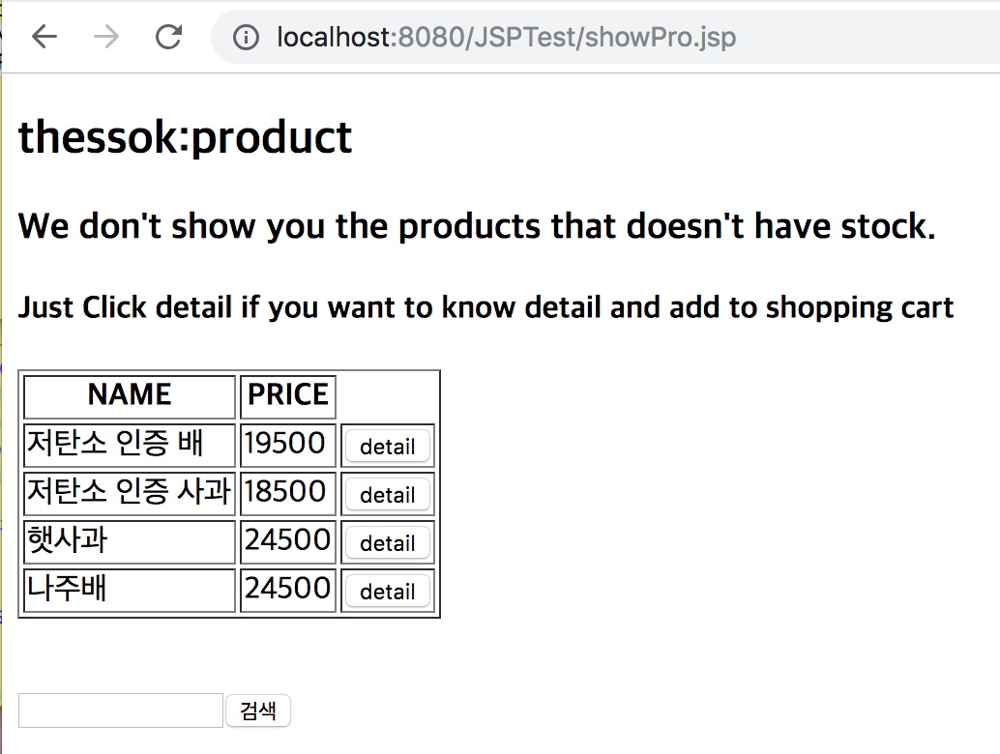 localhost:8080/JSPTest/showPro.jsp
thessok:product
We don't show you the products that doesn't have stock.
Just Click detail if you want to know detail and add to shopping cart
NAME PRICE
저탄소 인증 배 19500 detail
저탄소 인증 사과 18500 detail
햇사과 24500 detail
나주배 24500 detail
검색